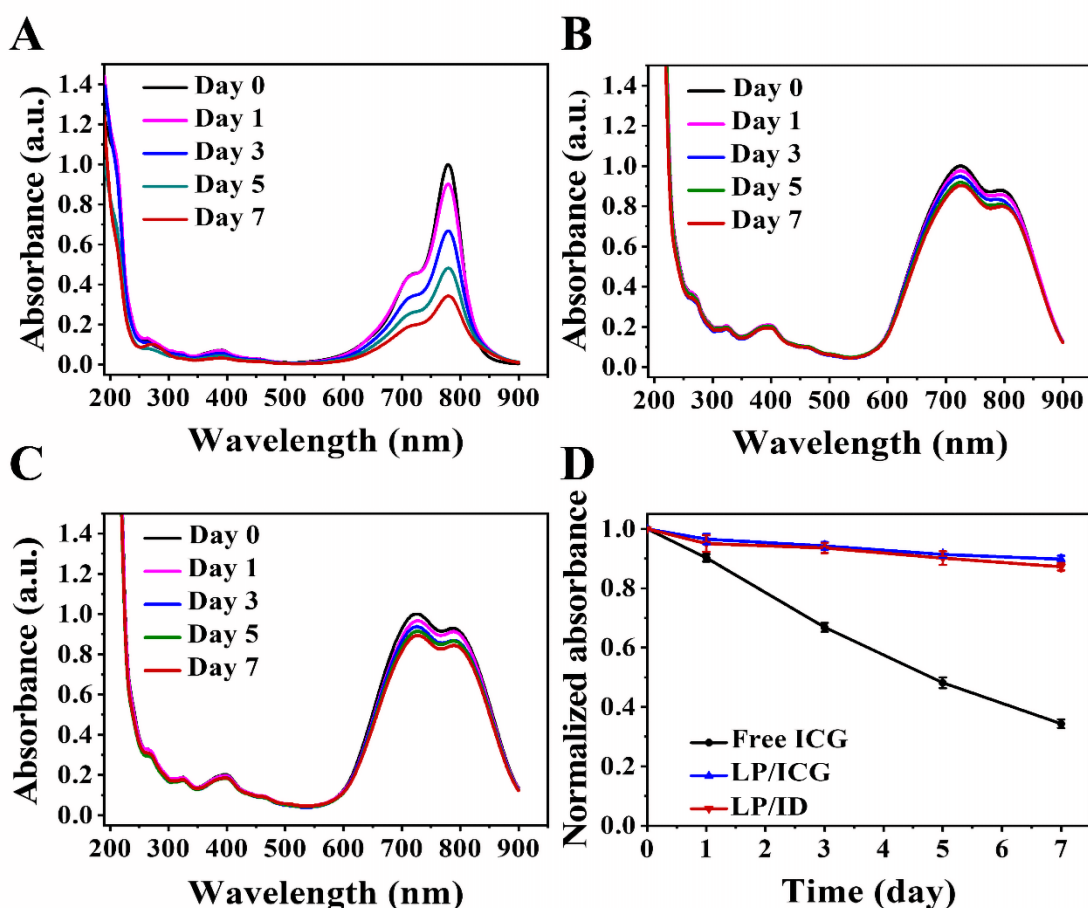 A
1.4
1.2
1.0
0.8
0.6
0.4
0.2
0.0
Absorbance (a.u.)
Day 0
Day 1
Day 3
Day 5
Day 7
200 300 400 500 600 700 800 900
Wavelength (nm)
B
1.4
1.2
1.0
0.8
0.6
0.4
0.2
0.0
Absorbance (a.u.)
Day 0
Day 1
Day 3
Day 5
Day 7
200 300 400 500 600 700 800 900
Wavelength (nm)
C
1.4
1.2
1.0
0.8
0.6
0.4
0.2
0.0
Absorbance (a.u.)
Day 0
Day 1
Day 3
Day 5
Day 7
200 300 400 500 600 700 800 900
Wavelength (nm)
D
1.0
0.8
0.6
0.4
0.2
0.0
Normalized absorbance
Free ICG
LP/ICG
LP/ID
0 1 2 3 4 5 6 7
Time (day)